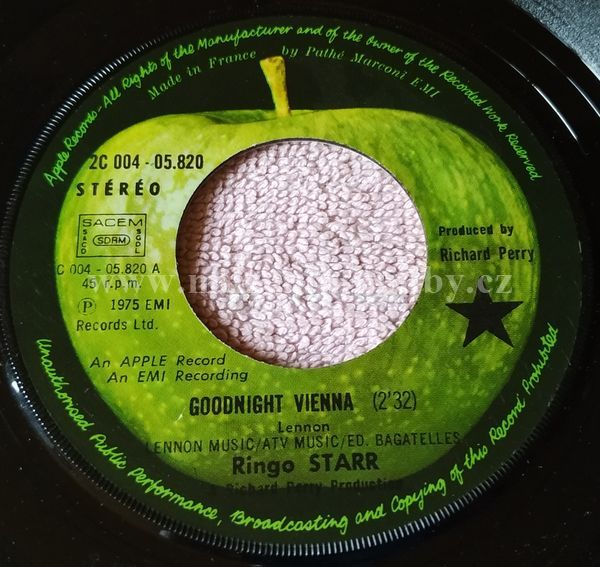 Apple Records - All Rights of the Manufacturer and of the Owner of the Recorded Work Reserved
Made in France by Pathé Marconi EMI
2C 004 - 05.820
STÉRÉO
SACEM
SACD SDRM SGDL
C 004 - 05.820 A
45 r.p.m.
Ⓟ 1975 EMI
Records Ltd.
Produced by
Richard Perry
An APPLE Record
An EMI Recording
GOODNIGHT VIENNA (2'32)
Lennon
LENNON MUSIC/ATV MUSIC/ED. BAGATELLES
Ringo STARR
a Richard Perry Production
Unauthorised Public Performance, Broadcasting and Copying of this Record Prohibited